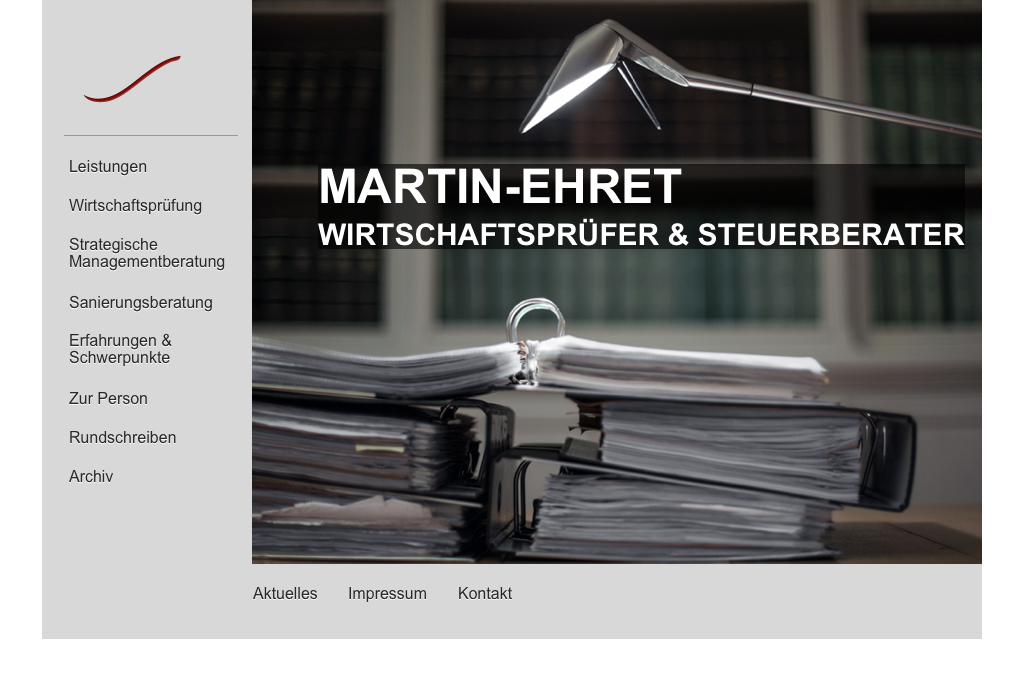 Leistungen
Wirtschaftsprüfung
Strategische
Managementberatung
Sanierungsberatung
Erfahrungen &
Schwerpunkte
Zur Person
Rundschreiben
Archiv
MARTIN-EHRET
WIRTSCHAFTSPRÜFER & STEUERBERATER
Aktuelles Impressum Kontakt